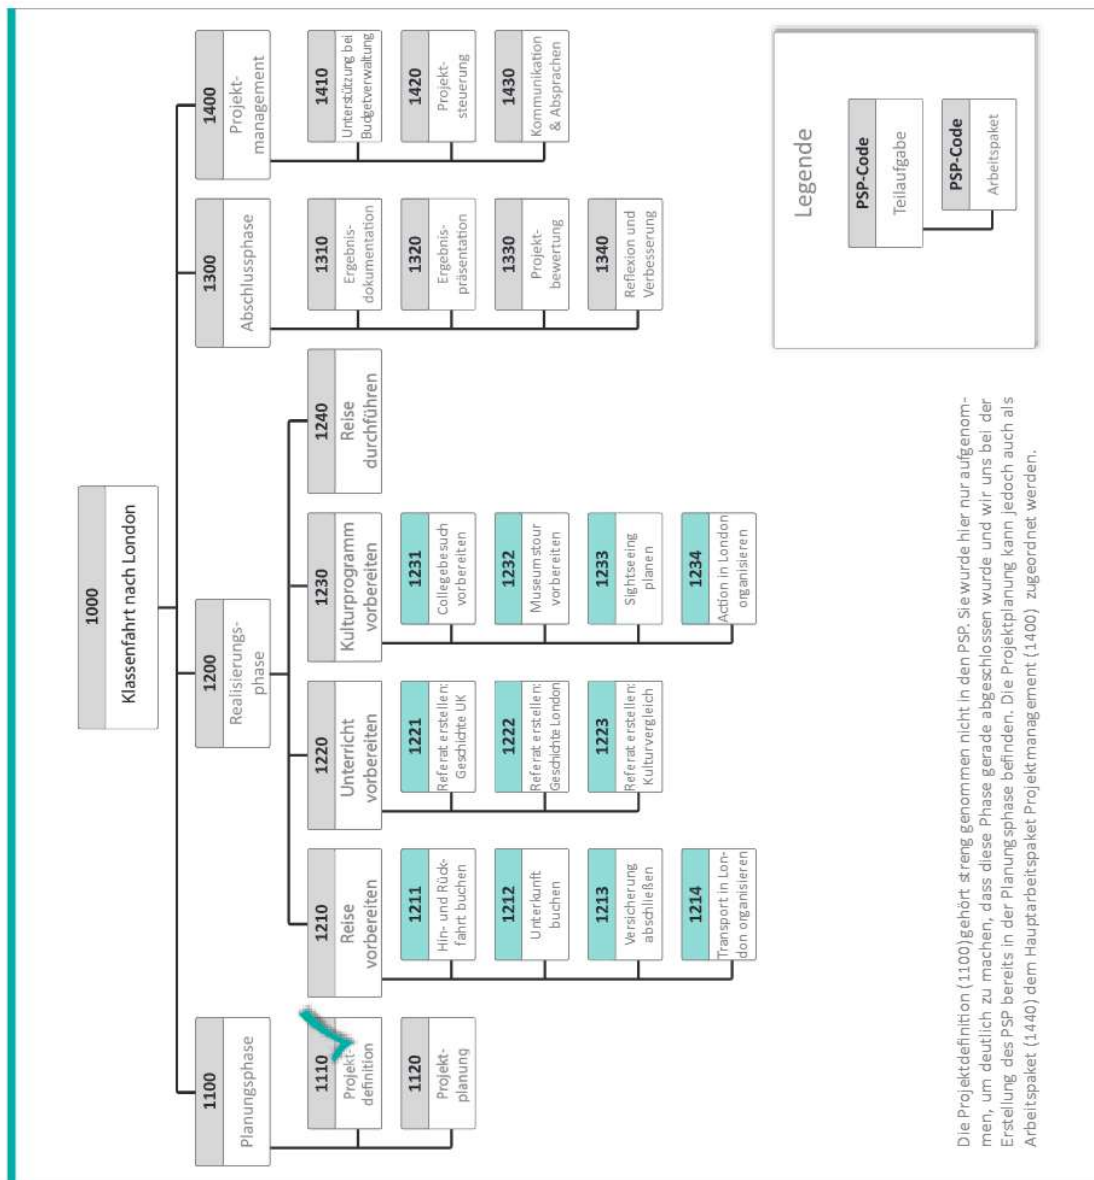 1000
Klassenfahrt nach London
1100
Planungsphase
1110
Projekt-
definition
1120
Projekt-
planung
1200
Realisierungs-
phase
1210
Reise
vorbereiten
1211
Hin- und Rück-
fahrt buchen
1212
Unterkunft
buchen
1213
Versicherung
abschließen
1214
Transport in Lon-
don organisieren
1220
Unterricht
vorbereiten
1221
Referat erstellen:
Geschichte UK
1222
Referat erstellen:
Geschichte London
1223
Referat erstellen:
Kulturvergleich
1230
Kulturprogramm
vorbereiten
1231
Collegebesuch
vorbereiten
1232
Museumstour
vorbereiten
1233
Sightseeing
planen
1234
Action in London
organisieren
1240
Reise
durchführen
1300
Abschlussphase
1310
Ergebnis-
dokumentation
1320
Ergebnis-
präsentation
1330
Projekt-
bewertung
1340
Reflexion und
Verbesserung
1400
Projekt-
management
1410
Unterstützung bei
Budgetverwaltung
1420
Projekt-
steuerung
1430
Kommunikation
& Absprachen
Die Projektdefinition (1100) gehört streng genommen nicht in den PSP. Sie wurde hier nur aufgenom-
men, um deutlich zu machen, dass diese Phase gerade abgeschlossen wurde und wir uns bei der
Erstellung des PSP bereits in der Planungsphase befinden. Die Projektplanung kann jedoch auch als
Arbeitspaket (1440) dem Hauptarbeitspaket Projektmanagement (1400) zugeordnet werden.
Legende
PSP-Code
Teilaufgabe
PSP-Code
Arbeitspaket